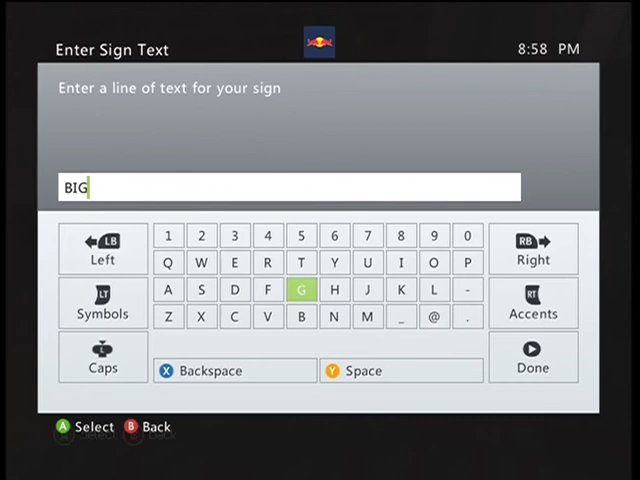 Enter Sign Text
8:58 PM
Enter a line of text for your sign
BIG
LB
Left
1 2 3 4 5 6 7 8 9 0
RB
Right
Q W E R T Y U I O P
LT
Symbols
A S D F G H J K L -
RT
Accents
Z X C V B N M _ @ .
L
Caps
X Backspace
Y Space
Done
A Select B Back
A Select B Back